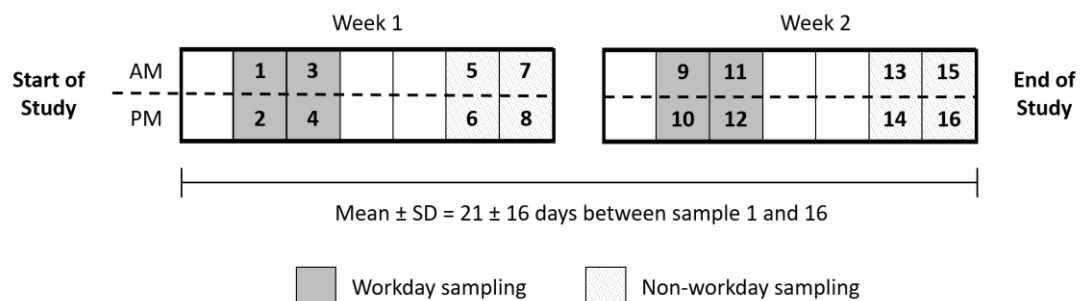 Week 1 Week 2
Start of Study AM 1 3 5 7 9 11 13 15 End of Study
PM 2 4 6 8 10 12 14 16
Mean ± SD = 21 ± 16 days between sample 1 and 16
Workday sampling Non-workday sampling